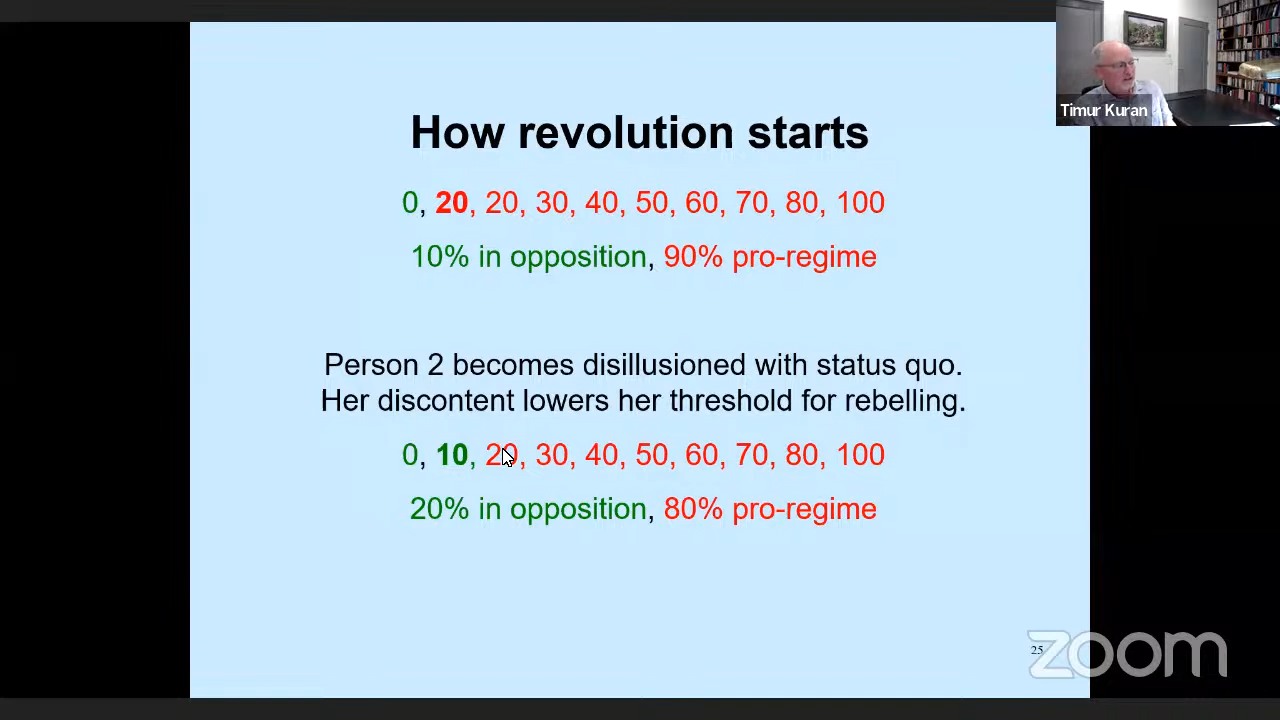 Timur Kuran
How revolution starts
0, 20, 20, 30, 40, 50, 60, 70, 80, 100
10% in opposition, 90% pro-regime
Person 2 becomes disillusioned with status quo.
Her discontent lowers her threshold for rebelling.
0, 10, 20, 30, 40, 50, 60, 70, 80, 100
20% in opposition, 80% pro-regime
25
zoom